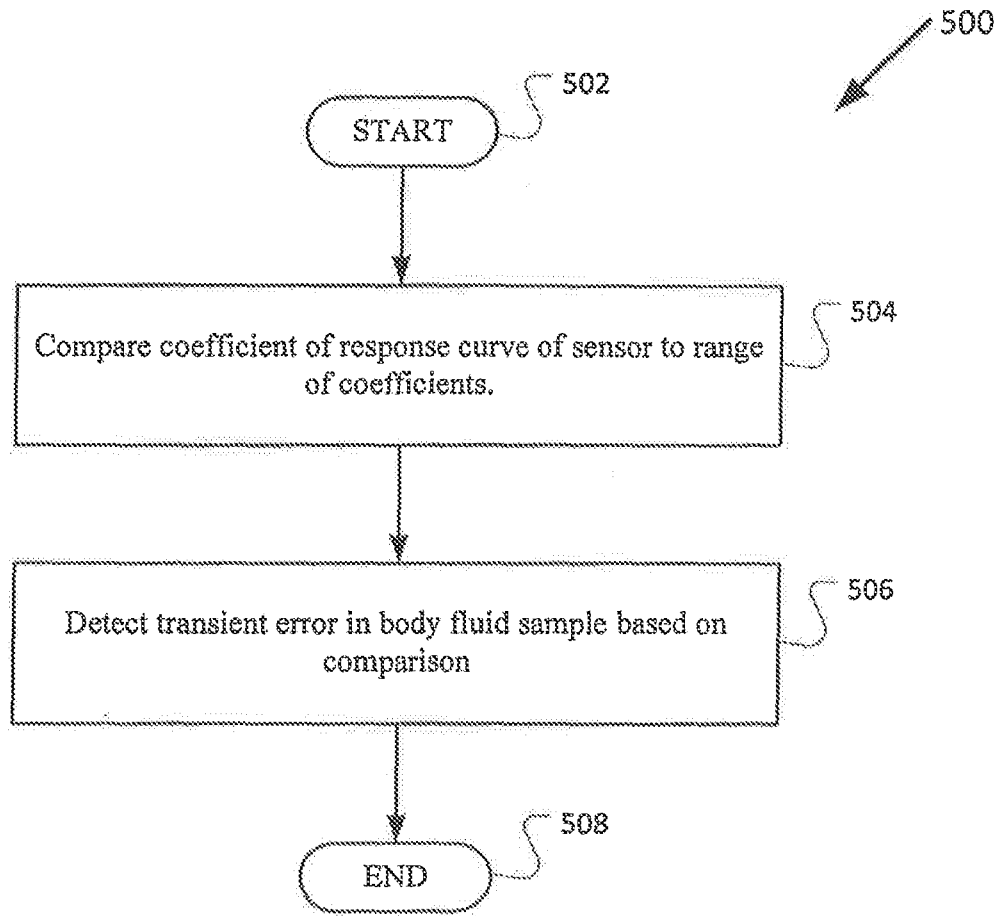 500
502
START
504
Compare coefficient of response curve of sensor to range
of coefficients.
506
Detect transient error in body fluid sample based on
comparison
508
END